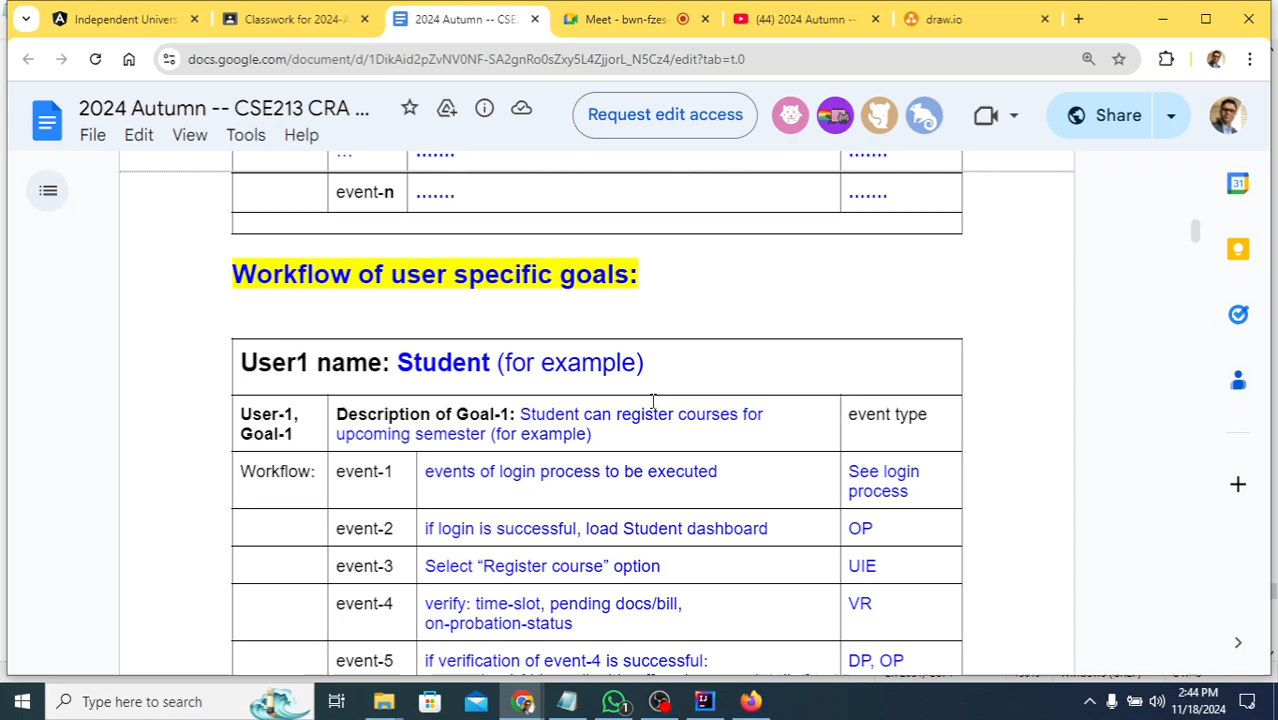 Independent Univers
Classwork for 2024-A
2024 Autumn -- CSE
Meet - bwn-fzes-
(44) 2024 Autumn --
draw.io
docs.google.com/document/d/1DikAid2pZvNV0NF-SA2gnRo0sZxy5L4ZjjorL_N5Cz4/edit?tab=t.0
2024 Autumn -- CSE213 CRA ...
Request edit access
Share
File Edit View Tools Help
... ....... .......
event-n ....... .......
Workflow of user specific goals:
User1 name: Student (for example)
User-1, Goal-1
Description of Goal-1: Student can register courses for
upcoming semester (for example)
event type
Workflow: event-1 events of login process to be executed See login
process
event-2 if login is successful, load Student dashboard OP
event-3 Select “Register course” option UIE
event-4 verify: time-slot, pending docs/bill, VR
on-probation-status
event-5 if verification of event-4 is successful: DP, OP
31
Type here to search
1
2:44 PM
11/18/2024